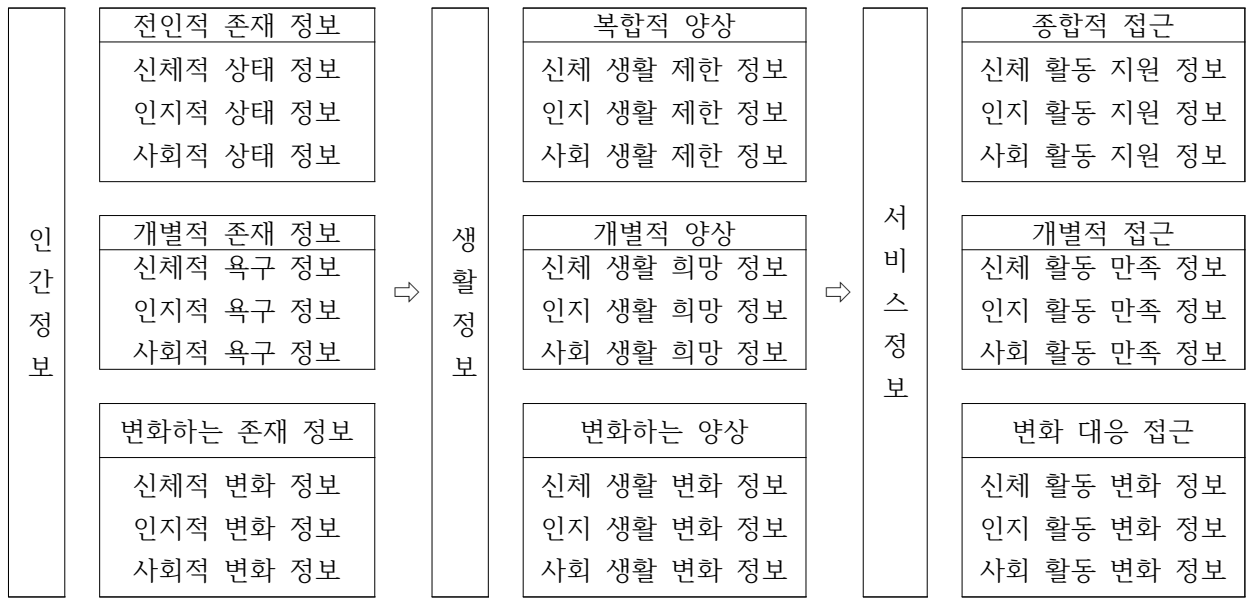 인간정보
전인적 존재 정보
신체적 상태 정보
인지적 상태 정보
사회적 상태 정보
개별적 존재 정보
신체적 욕구 정보
인지적 욕구 정보
사회적 욕구 정보
변화하는 존재 정보
신체적 변화 정보
인지적 변화 정보
사회적 변화 정보
⇨
생활정보
복합적 양상
신체 생활 제한 정보
인지 생활 제한 정보
사회 생활 제한 정보
개별적 양상
신체 생활 희망 정보
인지 생활 희망 정보
사회 생활 희망 정보
변화하는 양상
신체 생활 변화 정보
인지 생활 변화 정보
사회 생활 변화 정보
⇨
서비스정보
종합적 접근
신체 활동 지원 정보
인지 활동 지원 정보
사회 활동 지원 정보
개별적 접근
신체 활동 만족 정보
인지 활동 만족 정보
사회 활동 만족 정보
변화 대응 접근
신체 활동 변화 정보
인지 활동 변화 정보
사회 활동 변화 정보